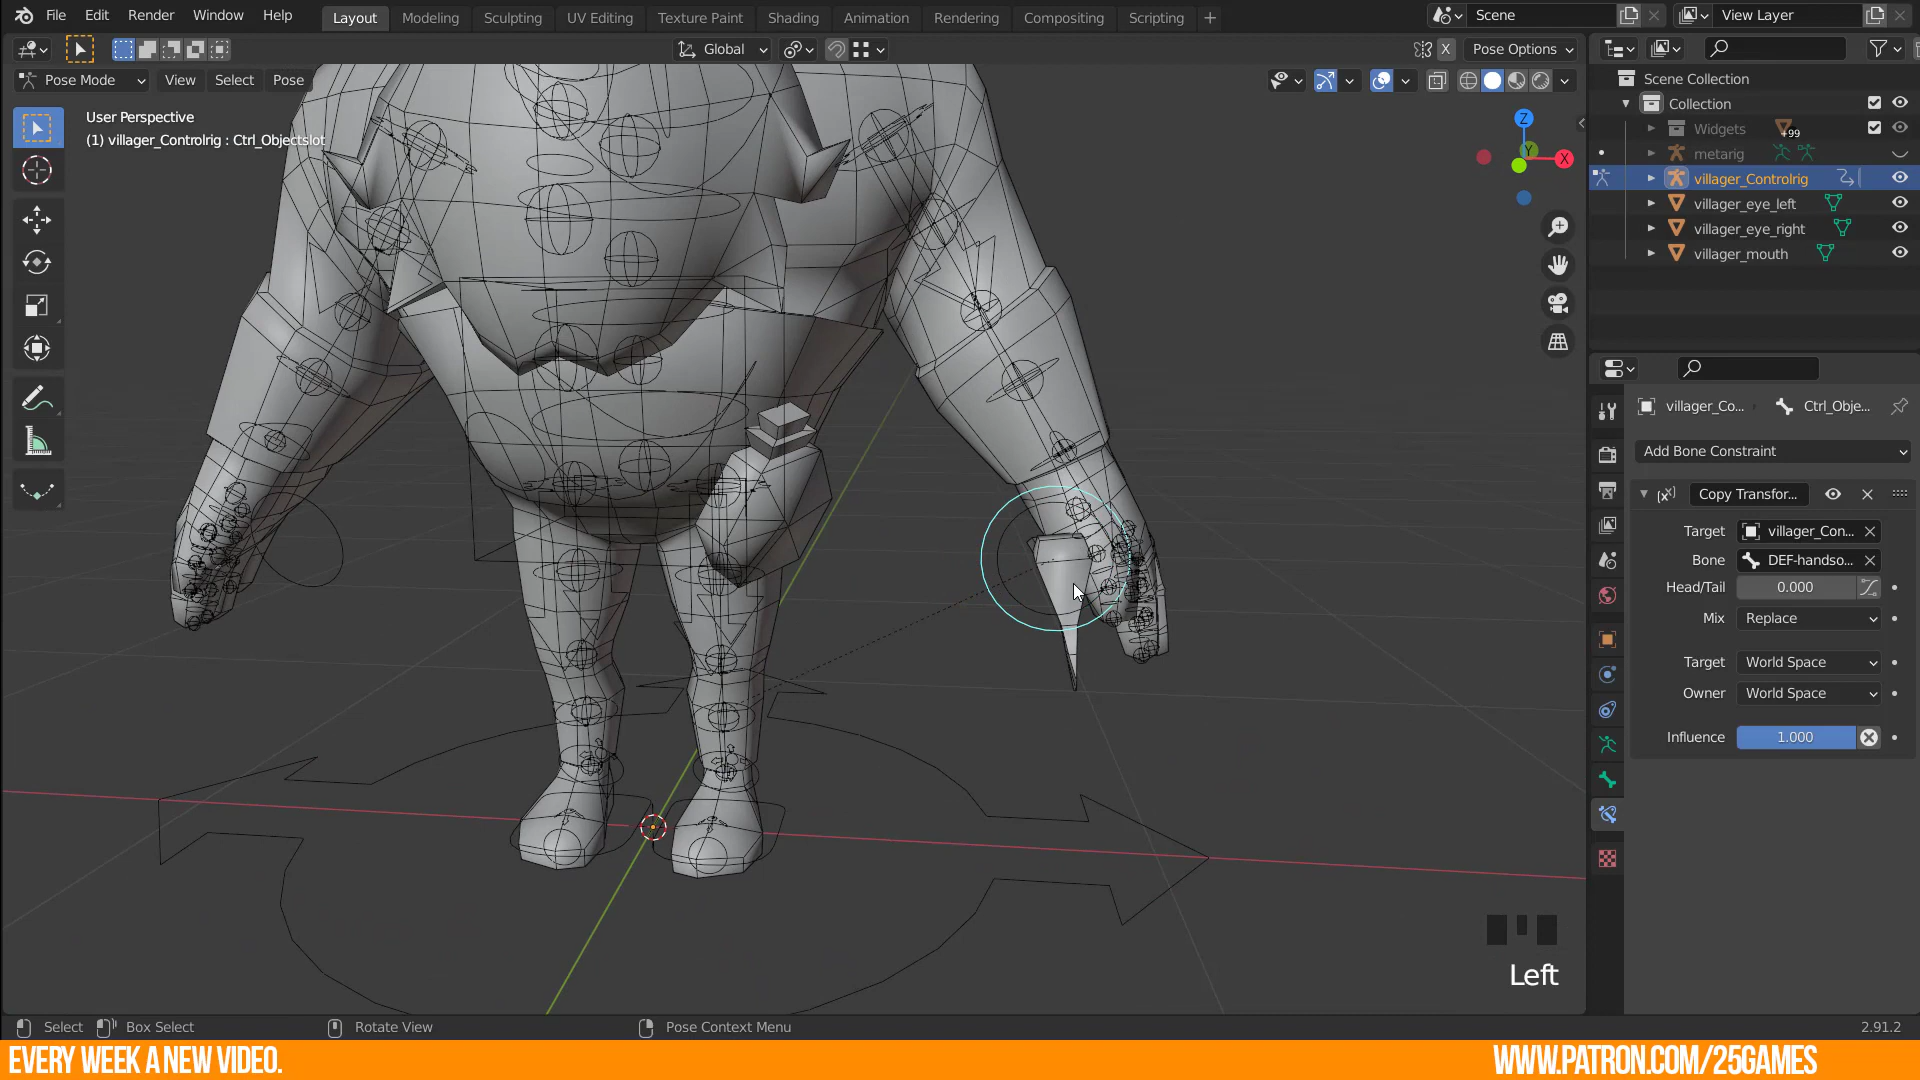 File Edit Render Window Help Layout Modeling Sculpting UV Editing Texture Paint Shading Animation Rendering Compositing Scripting + Scene View Layer
Global Pose Options
X
Pose Mode View Select Pose
User Perspective
(1) villager_Controlrig : Ctrl_Objectslot
Z
Y
X
Scene Collection
Collection
Widgets +99
metarig
villager_Controlrig
villager_eye_left
villager_eye_right
villager_mouth
villager_Co... Ctrl_Obje...
Add Bone Constraint
Copy Transfor...
Target villager_Con...
Bone DEF-handso...
Head/Tail 0.000
Mix Replace
Target World Space
Owner World Space
Influence 1.000
Left
Select Box Select Rotate View Pose Context Menu 2.91.2
EVERY WEEK A NEW VIDEO. WWW.PATRON.COM/25GAMES